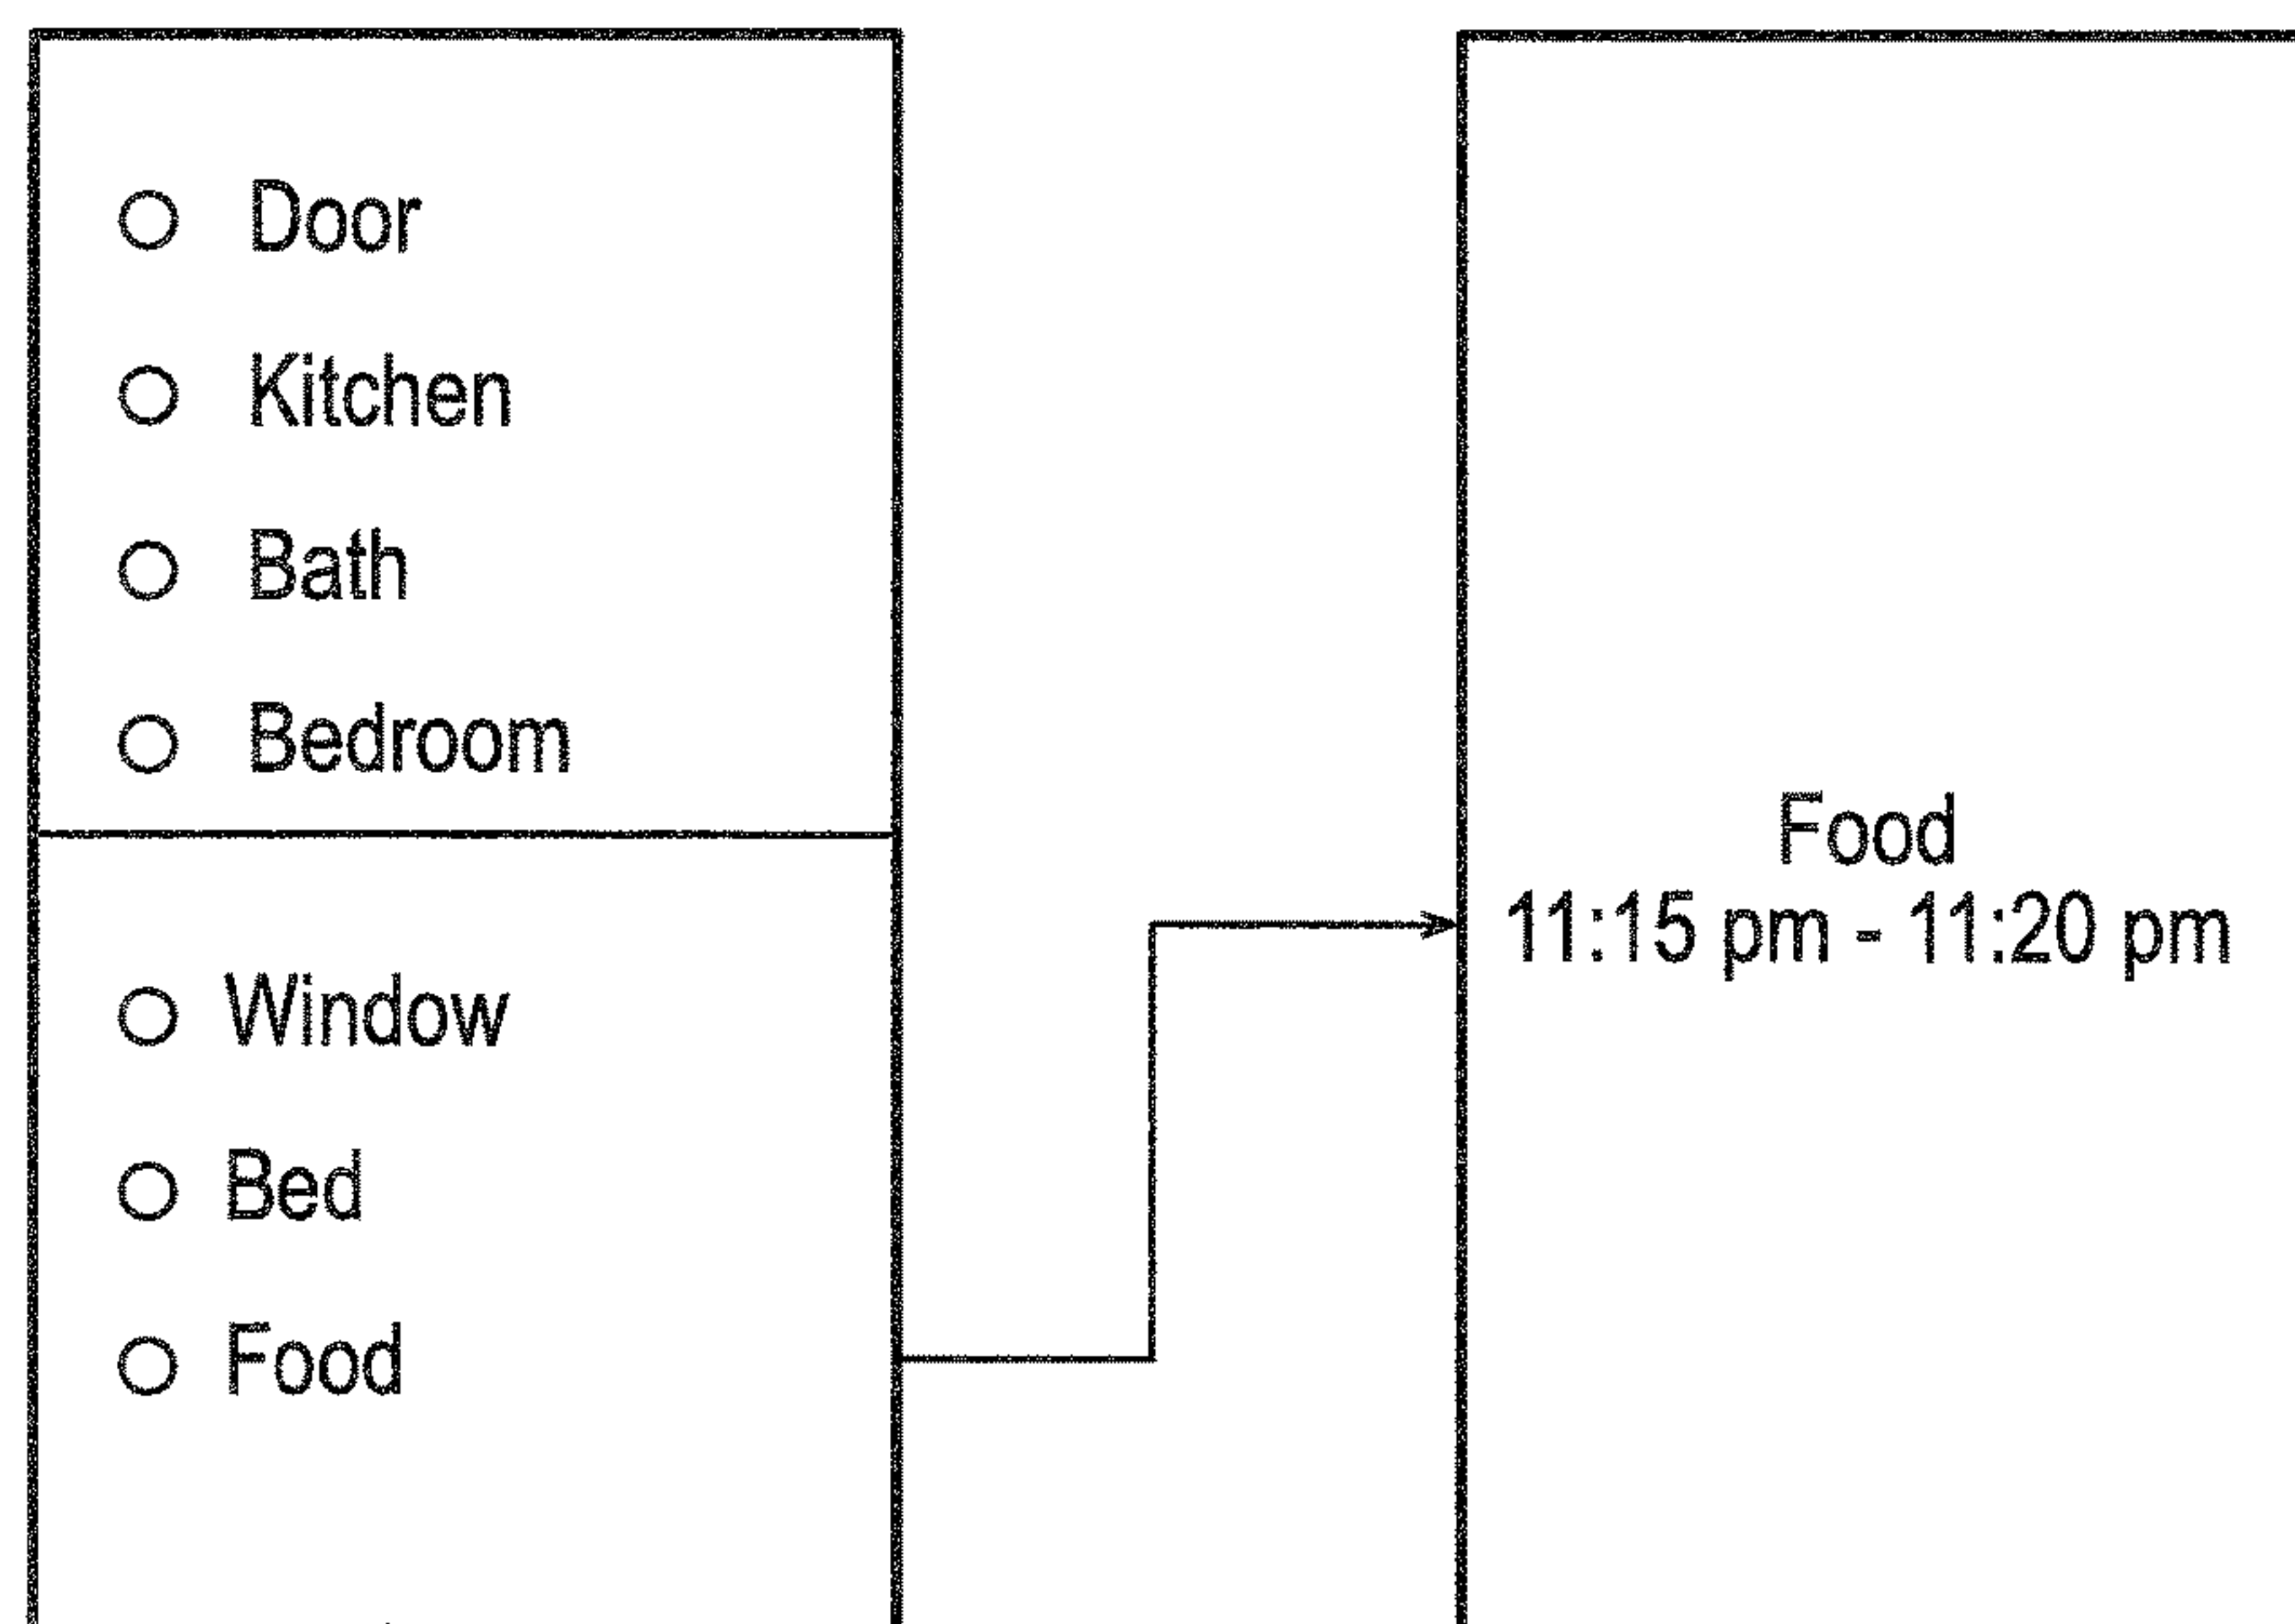 Door
Kitchen
Bath
Bedroom
Window
Bed
Food
Food
11:15 pm - 11:20 pm